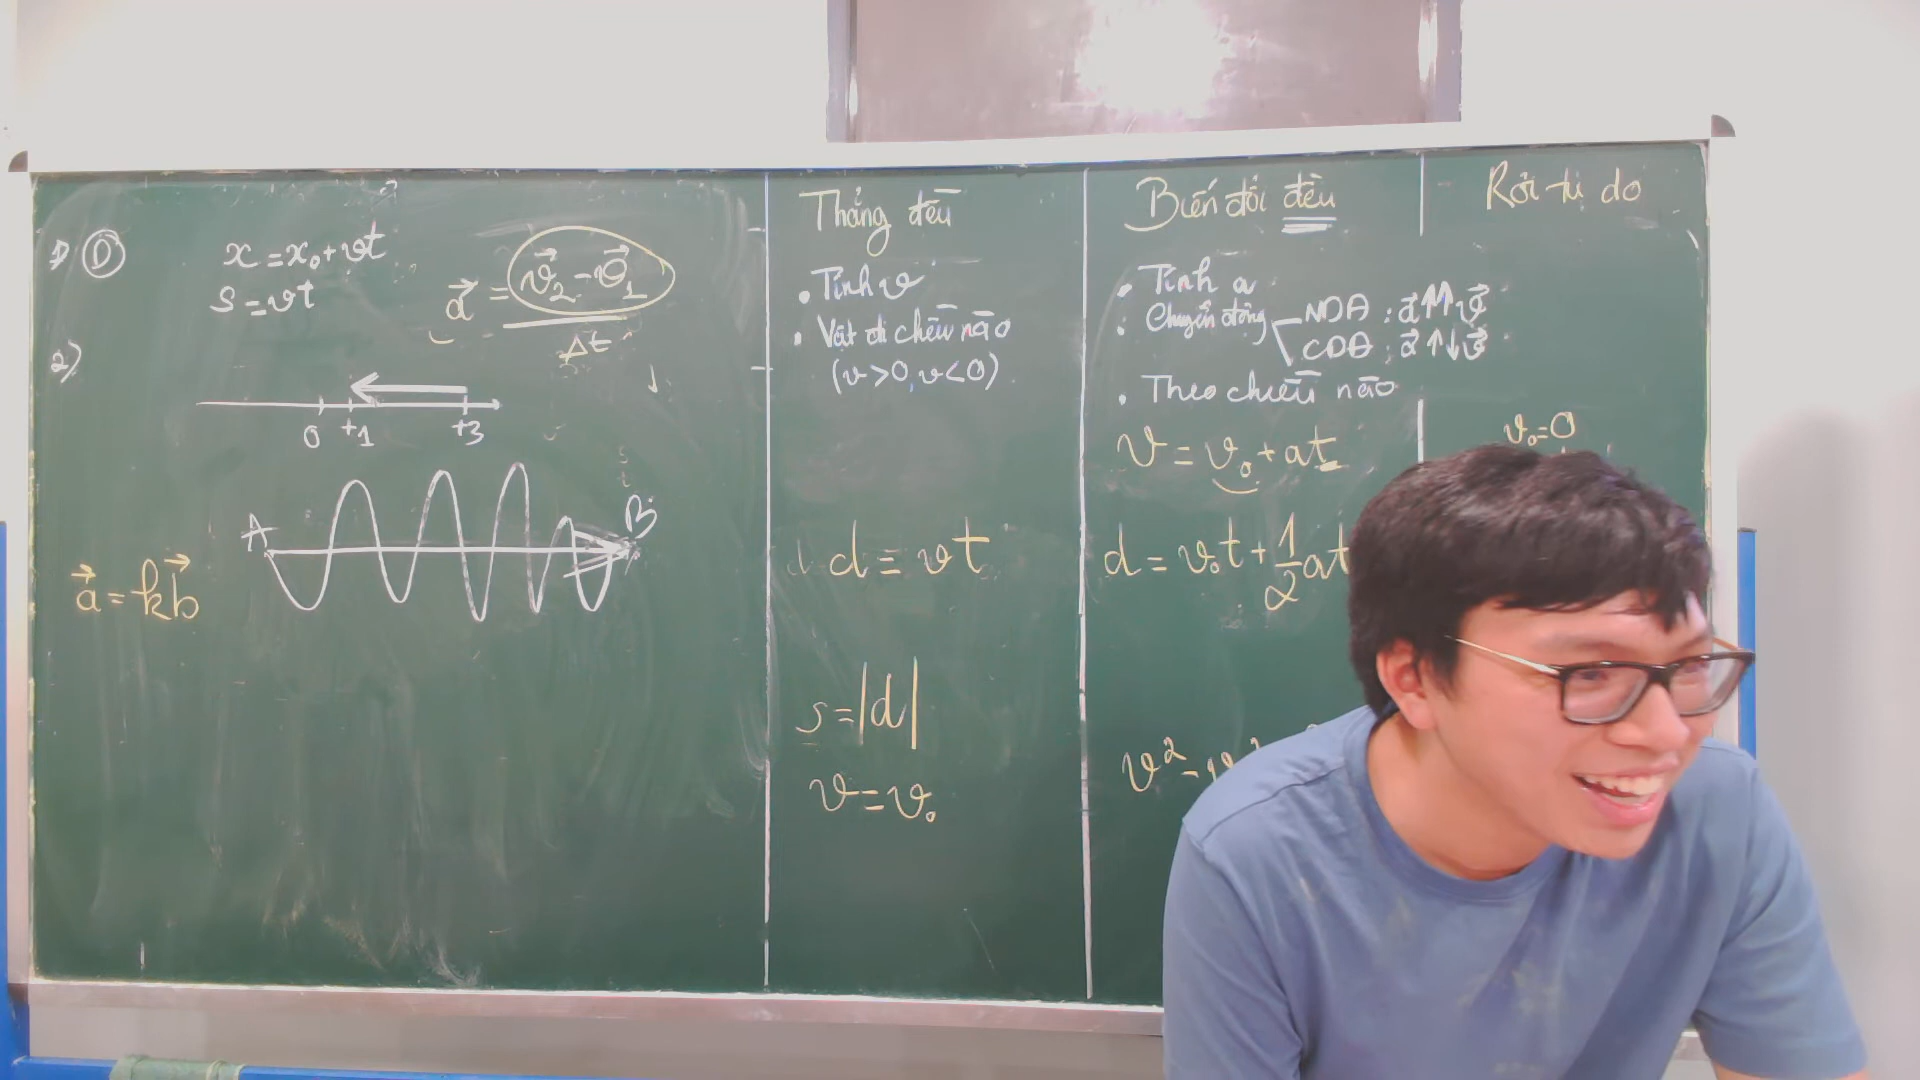 1) D
x = x₀ + vt
s = vt
a⃗ = (v⃗₂ - v⃗₁) / Δt
2)
0 +1 +3
A B
a⃗ = kb⃗
Thẳng đều
• Tính v
• Vật đi chiều nào
(v > 0, v < 0)
d = vt
s = |d|
v = v₀
Biến đổi đều
• Tính a
• Chuyển động
NDĐ : a⃗ ↑↑ v⃗
CDĐ : a⃗ ↑↓ v⃗
• Theo chiều nào
v = v₀ + at
d = v₀t + 1/2 at
v² -
Rơi tự do
v₀ = 0